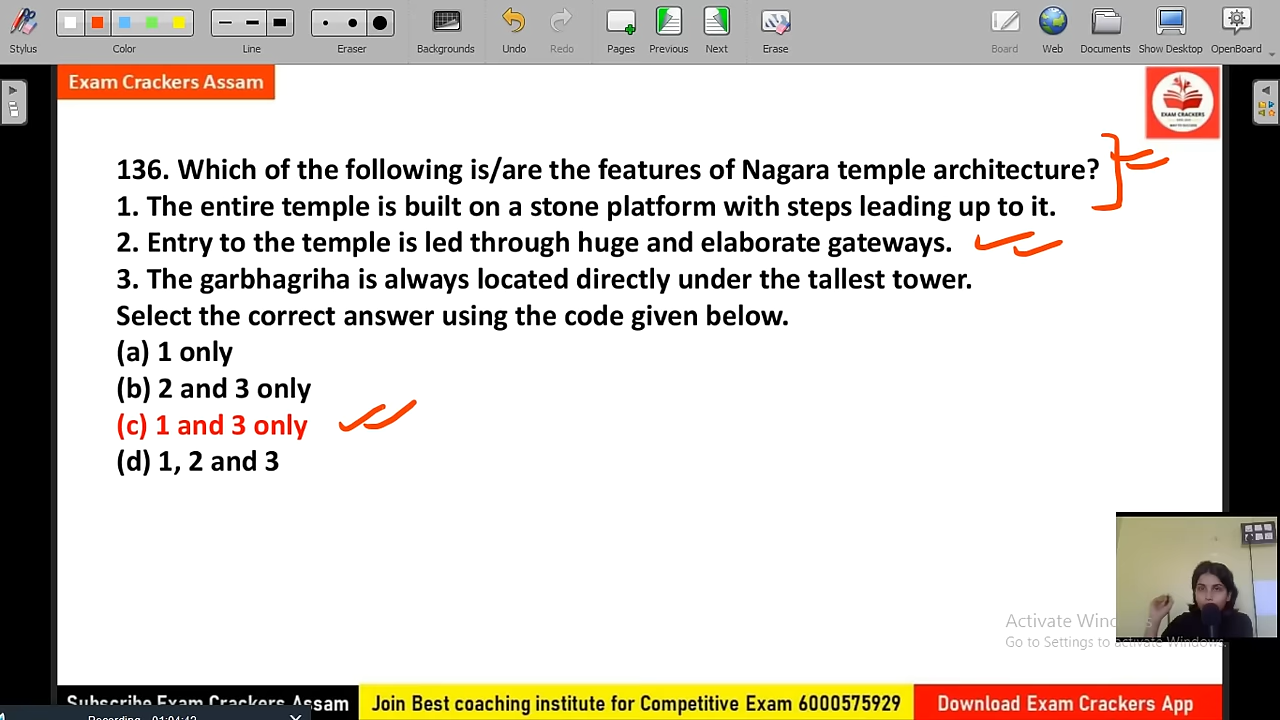 Stylus
Color
Line
Eraser
Backgrounds
Undo
Redo
Pages
Previous
Next
Erase
Board
Web
Documents
Show Desktop
OpenBoard
Exam Crackers Assam
EXAM CRACKERS
136. Which of the following is/are the features of Nagara temple architecture?
1. The entire temple is built on a stone platform with steps leading up to it.
2. Entry to the temple is led through huge and elaborate gateways.
3. The garbhagriha is always located directly under the tallest tower.
Select the correct answer using the code given below.
(a) 1 only
(b) 2 and 3 only
(c) 1 and 3 only
(d) 1, 2 and 3
Activate
Go to Settings to activate Windows.
Subscribe Exam Crackers Assam
Join Best coaching institute for Competitive Exam 6000575929
Download Exam Crackers App
Recording
01:04:42